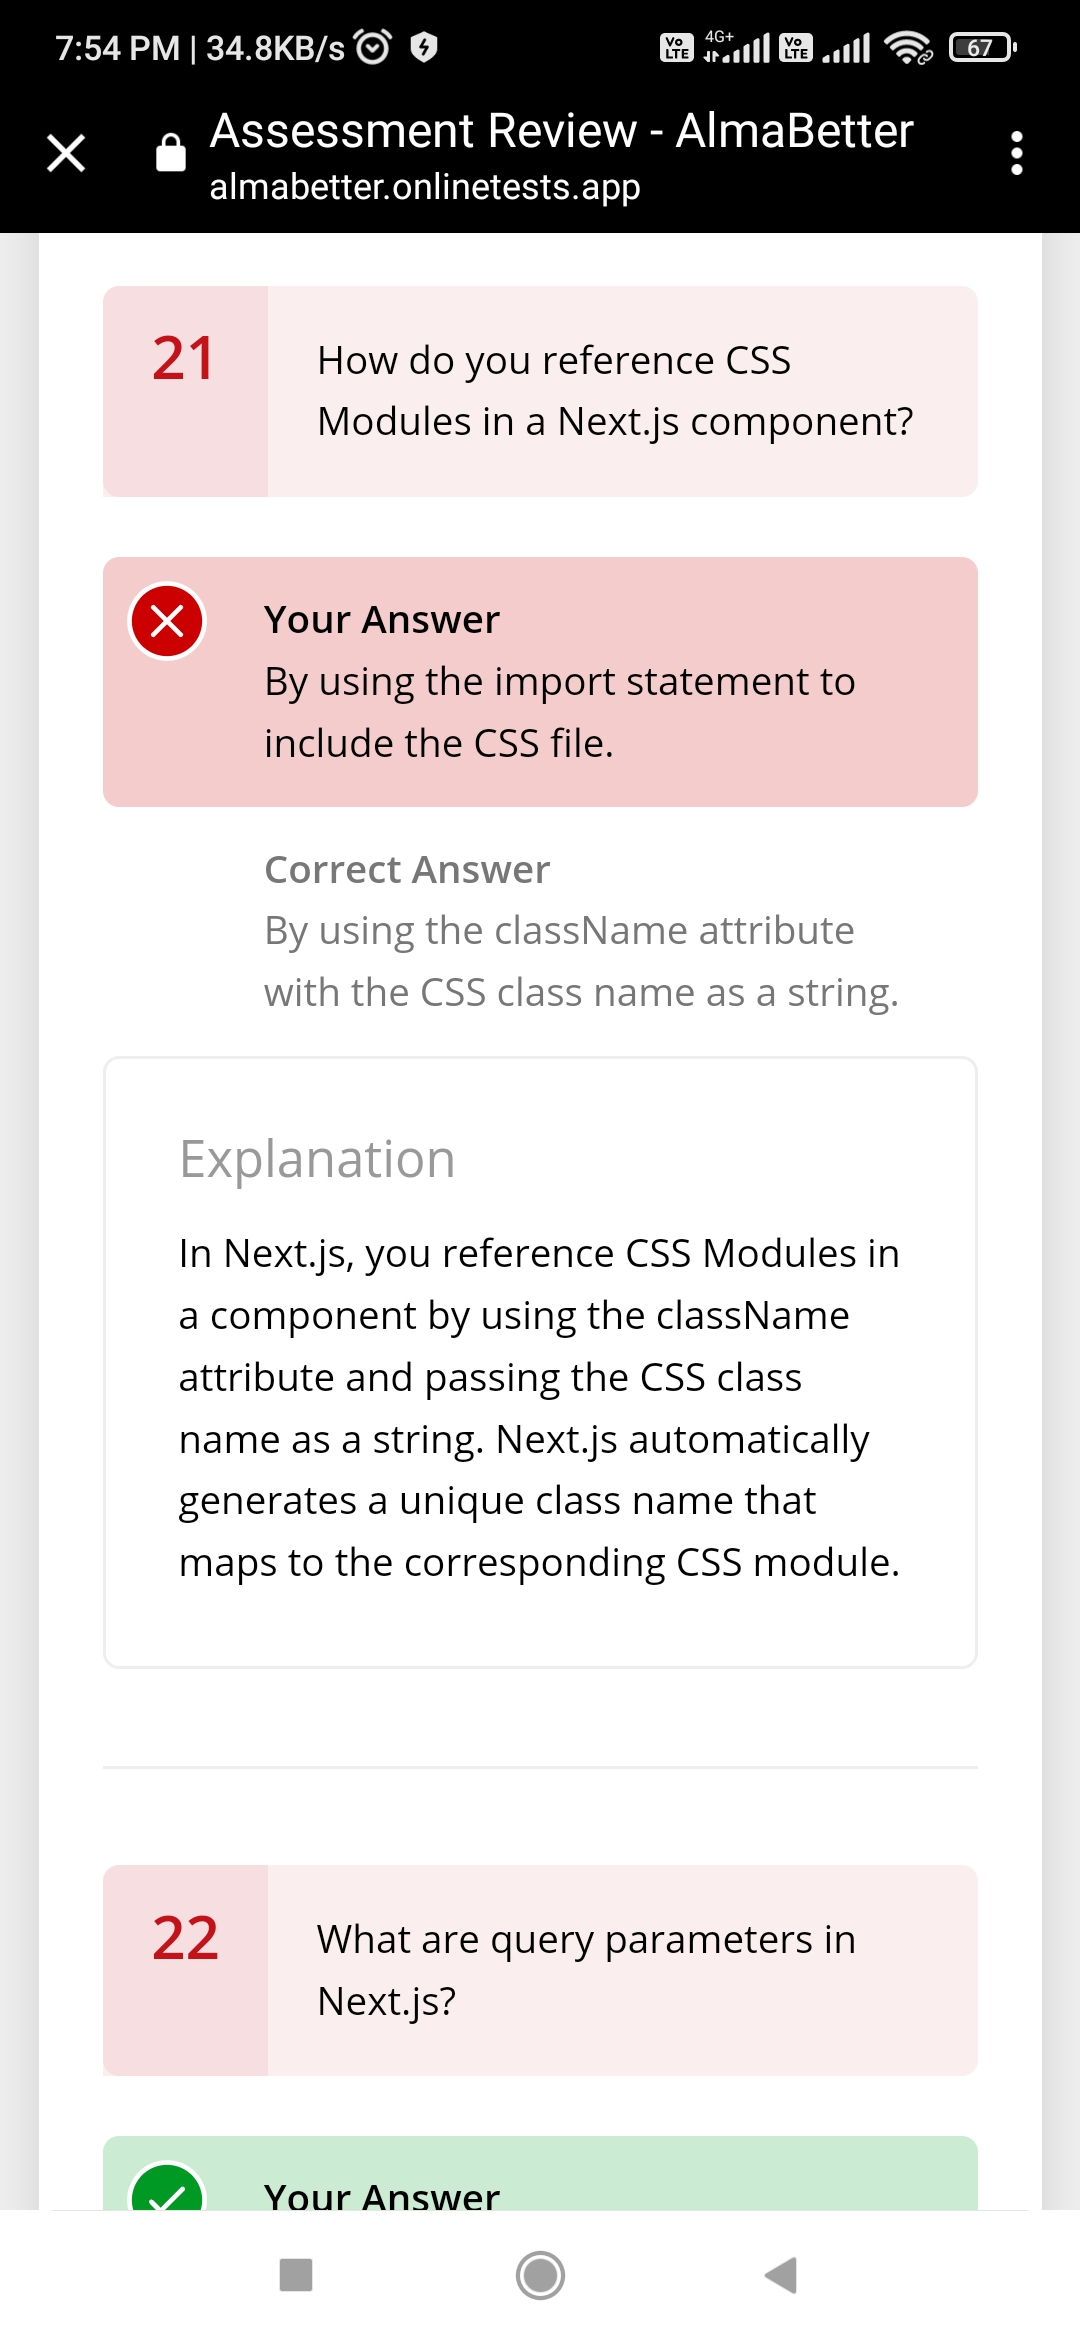 7:54 PM | 34.8KB/s
Vo LTE 4G+ Vo LTE 67
Assessment Review - AlmaBetter
almabetter.onlinetests.app
21
How do you reference CSS
Modules in a Next.js component?
Your Answer
By using the import statement to
include the CSS file.
Correct Answer
By using the className attribute
with the CSS class name as a string.
Explanation
In Next.js, you reference CSS Modules in
a component by using the className
attribute and passing the CSS class
name as a string. Next.js automatically
generates a unique class name that
maps to the corresponding CSS module.
22
What are query parameters in
Next.js?
Your Answer